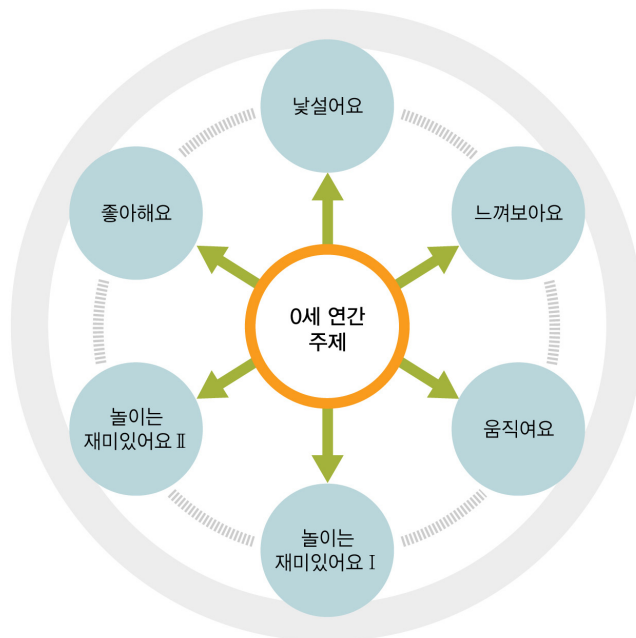 낯설어요
좋아해요
느껴보아요
0세 연간
주제
놀이는
재미있어요 Ⅱ
움직여요
놀이는
재미있어요 Ⅰ